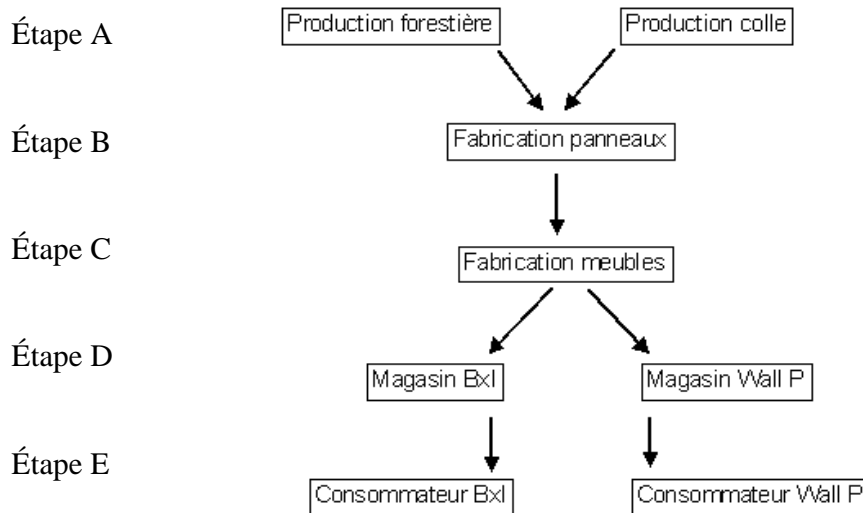 Étape A
Production forestière
Production colle
Étape B
Fabrication panneaux
Étape C
Fabrication meubles
Étape D
Magasin Bxl
Magasin Wall P
Étape E
Consommateur Bxl
Consommateur Wall P